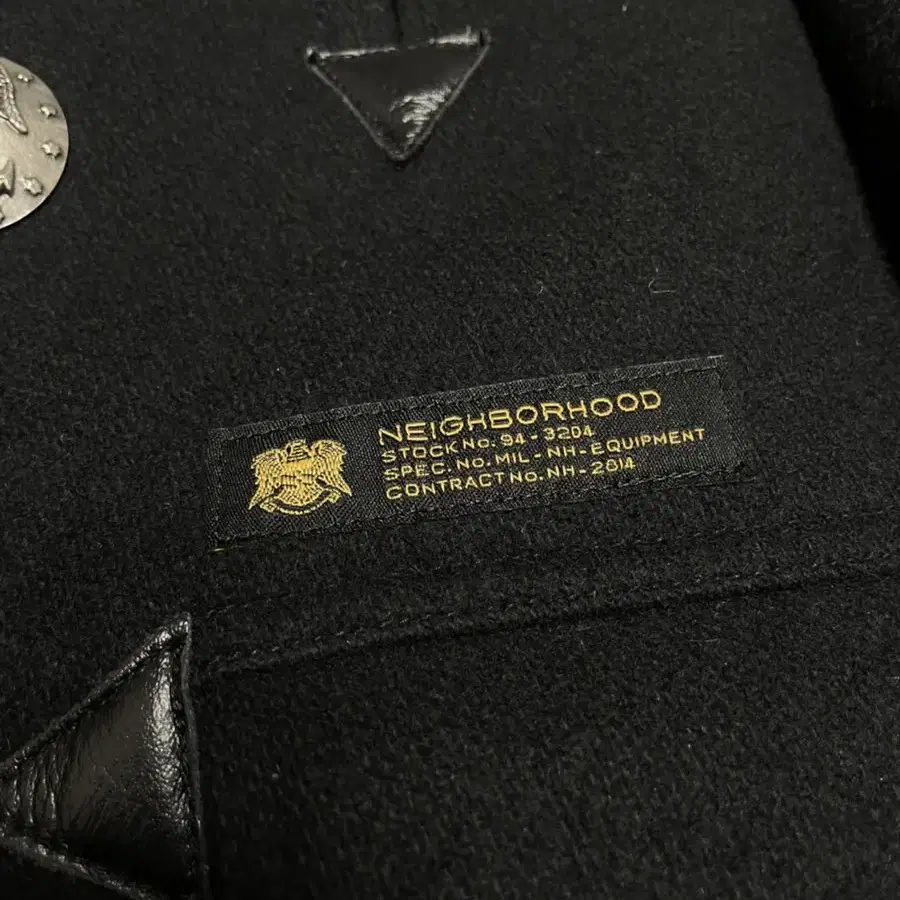 NEIGHBORHOOD
STOCK No. 94-3204
SPEC. NO. MIL-NH-EQUIPMENT
CONTRACT No. NH-2814